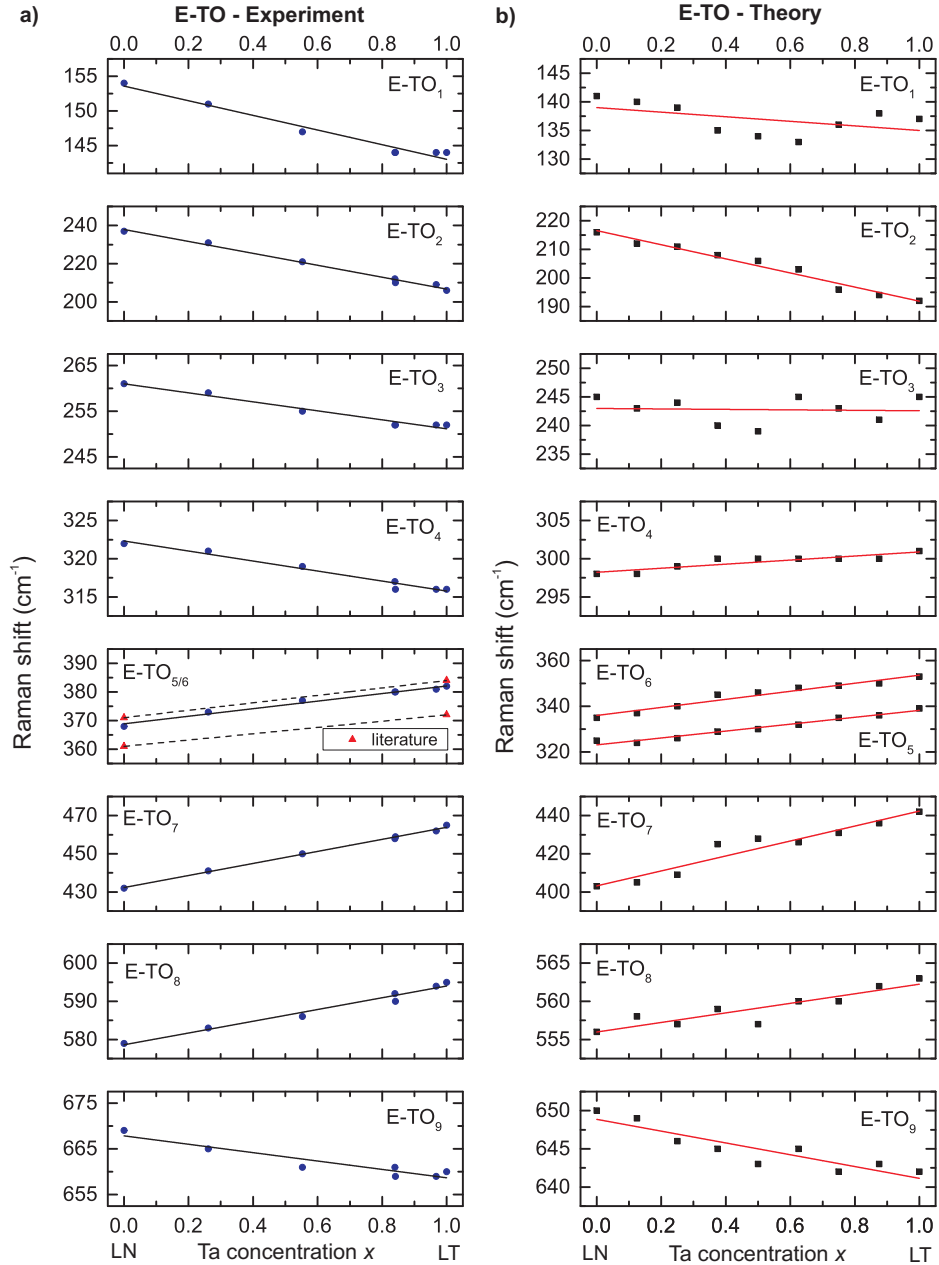 a)
E-TO - Experiment
0.0 0.2 0.4 0.6 0.8 1.0
154
150
145
E-TO1
240
220
200
E-TO2
265
255
245
E-TO3
325
320
315
E-TO4
390
380
370
360
E-TO5/6
literature
470
450
430
E-TO7
600
590
580
E-TO8
675
665
655
E-TO9
0.0 0.2 0.4 0.6 0.8 1.0
LN Ta concentration x LT
Raman shift (cm-1)
b)
E-TO - Theory
0.0 0.2 0.4 0.6 0.8 1.0
145
140
135
130
E-TO1
220
210
200
190
E-TO2
250
245
240
235
E-TO3
305
300
295
E-TO4
360
340
320
E-TO6
E-TO5
440
420
400
E-TO7
565
560
555
E-TO8
650
645
640
E-TO9
0.0 0.2 0.4 0.6 0.8 1.0
LN Ta concentration x LT
Raman shift (cm-1)